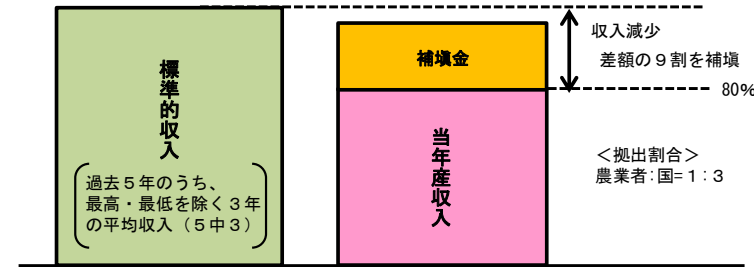 標準的収入
過去５年のうち、
最高・最低を除く３年
の平均収入（５中３）
補塡金
当年産収入
収入減少
差額の９割を補塡
80%
＜拠出割合＞
農業者:国=１：３